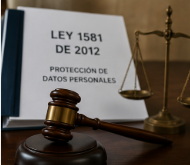 LEY 1581
DE 2012
PROTECCIÓN DE
DATOS PERSONALES